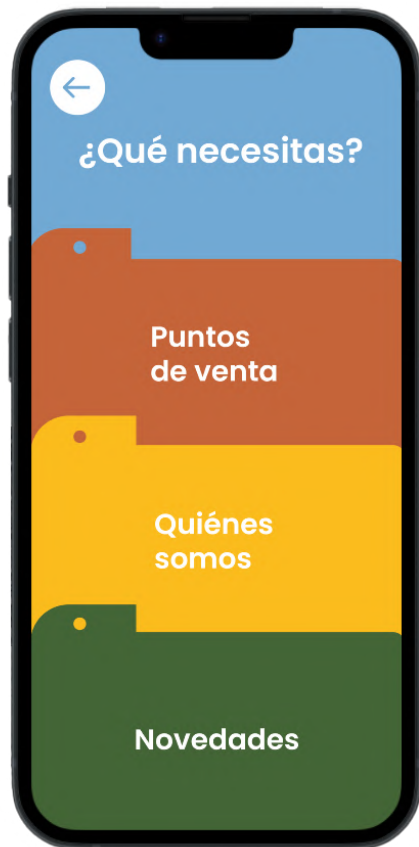 ¿Qué necesitas?
Puntos
de venta
Quiénes
somos
Novedades